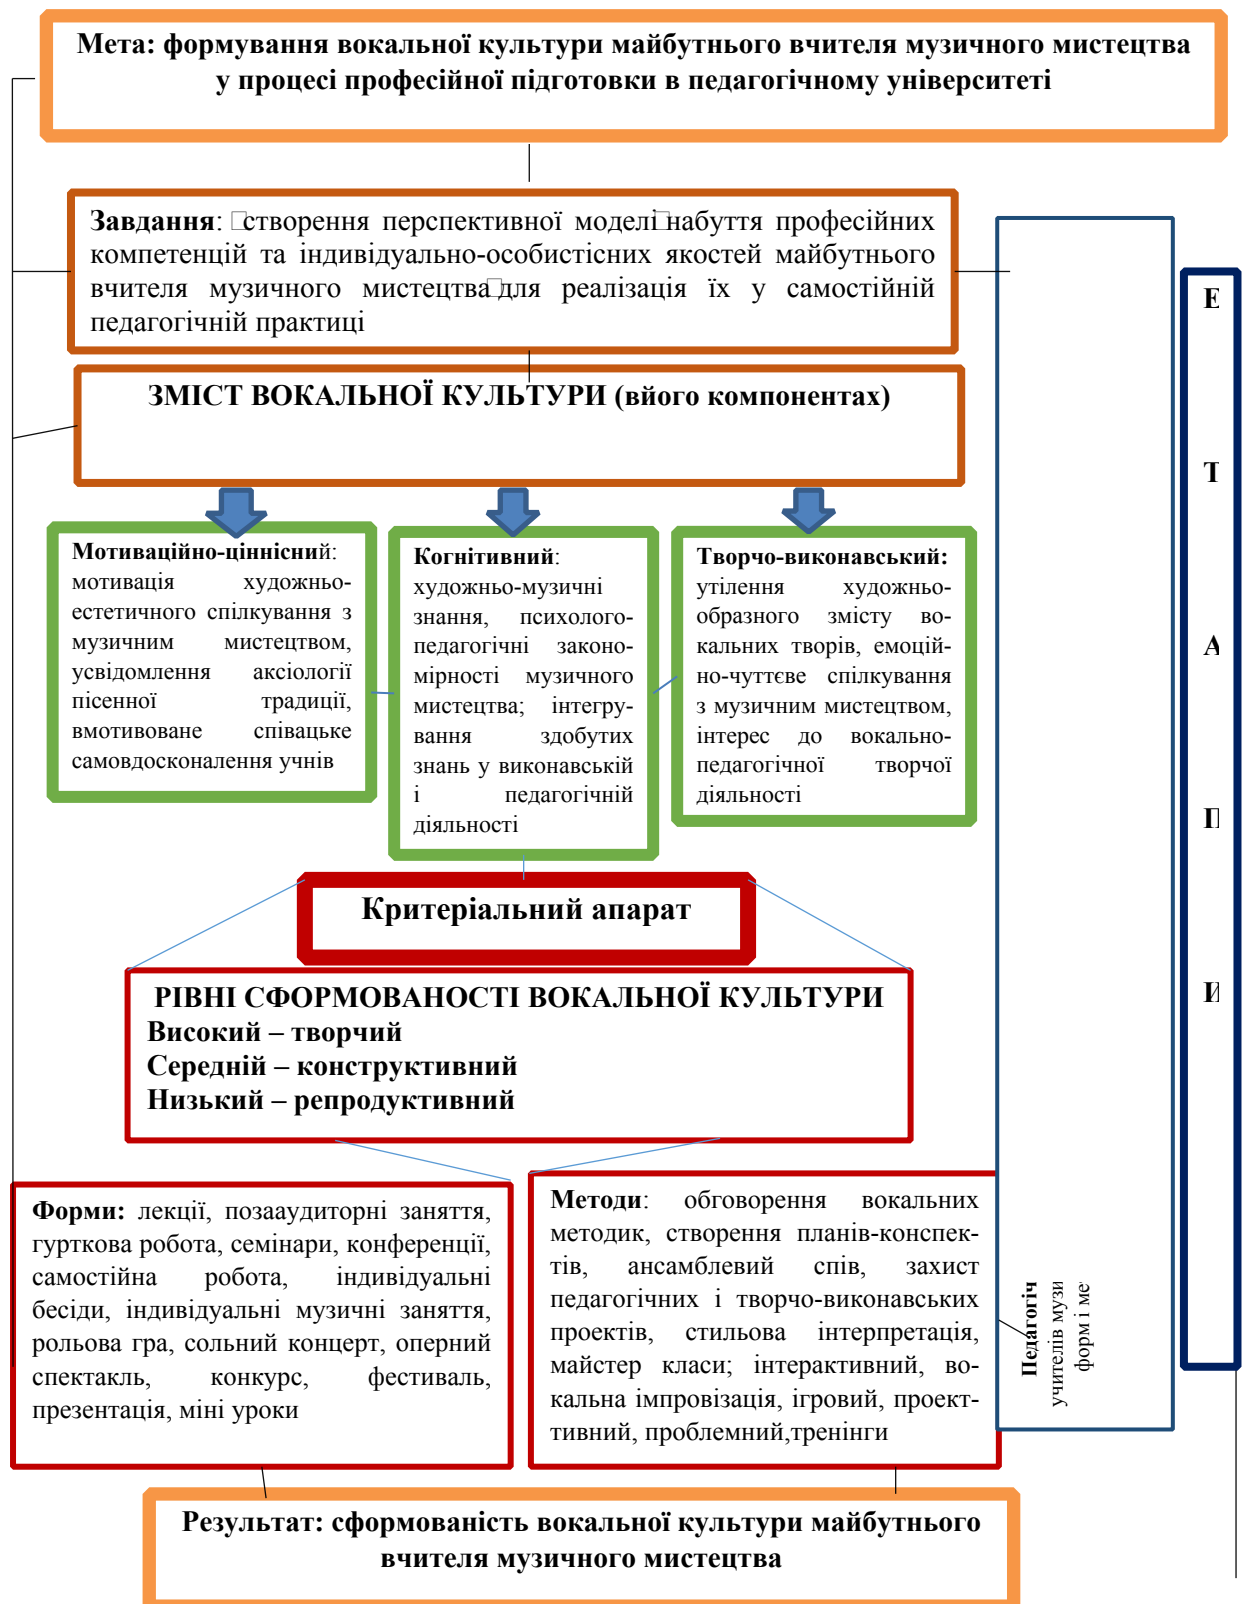 Мета: формування вокальної культури майбутнього вчителя музичного мистецтва
у процесі професійної підготовки в педагогічному університеті
Завдання: □створення перспективної моделі□набуття професійних
компетенцій та індивідуально-особистісних якостей майбутнього
вчителя музичного мистецтва□для реалізація їх у самостійній
педагогічній практиці
ЗМІСТ ВОКАЛЬНОЇ КУЛЬТУРИ (вйого компонентах)
Мотиваційно-ціннісний:
мотивація художньо-
естетичного спілкування з
музичним мистецтвом,
усвідомлення аксіології
пісенної традиції,
вмотивоване співацьке
самовдосконалення учнів
Когнітивний:
художньо-музичні
знання, психолого-
педагогічні законо-
мірності музичного
мистецтва; інтегру-
вання здобутих
знань у виконавській
і педагогічній
діяльності
Творчо-виконавський:
утілення художньо-
образного змісту во-
кальних творів, емоцій-
но-чуттєве спілкування
з музичним мистецтвом,
інтерес до вокально-
педагогічної творчої
діяльності
Критеріальний апарат
РІВНІ СФОРМОВАНОСТІ ВОКАЛЬНОЇ КУЛЬТУРИ
Високий – творчий
Середній – конструктивний
Низький – репродуктивний
Форми: лекції, позааудиторні заняття,
гурткова робота, семінари, конференції,
самостійна робота, індивідуальні
бесіди, індивідуальні музичні заняття,
рольова гра, сольний концерт, оперний
спектакль, конкурс, фестиваль,
презентація, міні уроки
Методи: обговорення вокальних
методик, створення планів-конспек-
тів, ансамблевий спів, захист
педагогічних і творчо-виконавських
проектів, стильова інтерпретація,
майстер класи; інтерактивний, во-
кальна імпровізація, ігровий, проект-
тивний, проблемний,тренінги
Педагогіч
учителів музи
форм і ме
Е
Т
А
П
И
Результат: сформованість вокальної культури майбутнього
вчителя музичного мистецтва